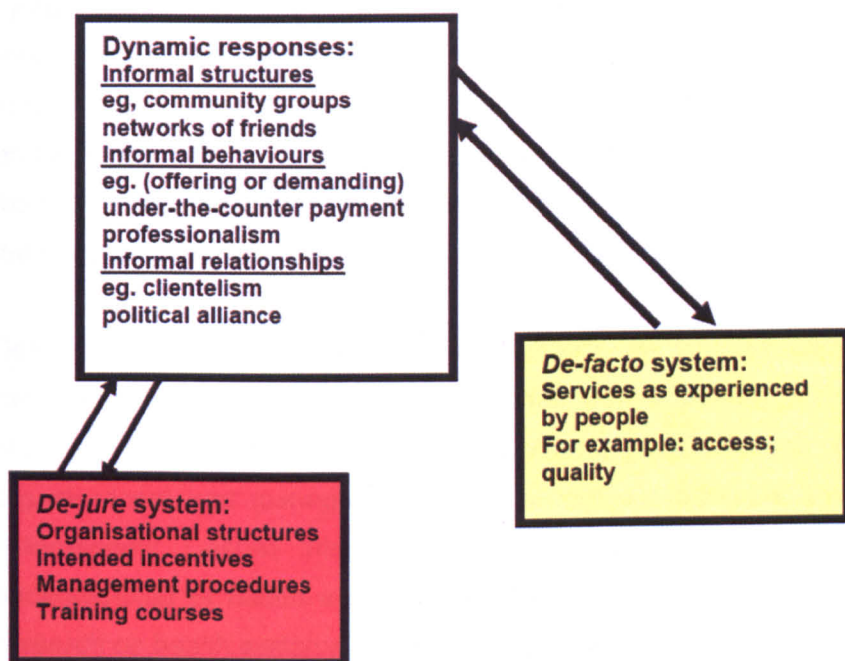 Dynamic responses:
Informal structures
eg, community groups
networks of friends
Informal behaviours
eg. (offering or demanding)
under-the-counter payment
professionalism
Informal relationships
eg. clientelism
political alliance
De-facto system:
Services as experienced
by people
For example: access;
quality
De-jure system:
Organisational structures
Intended incentives
Management procedures
Training courses